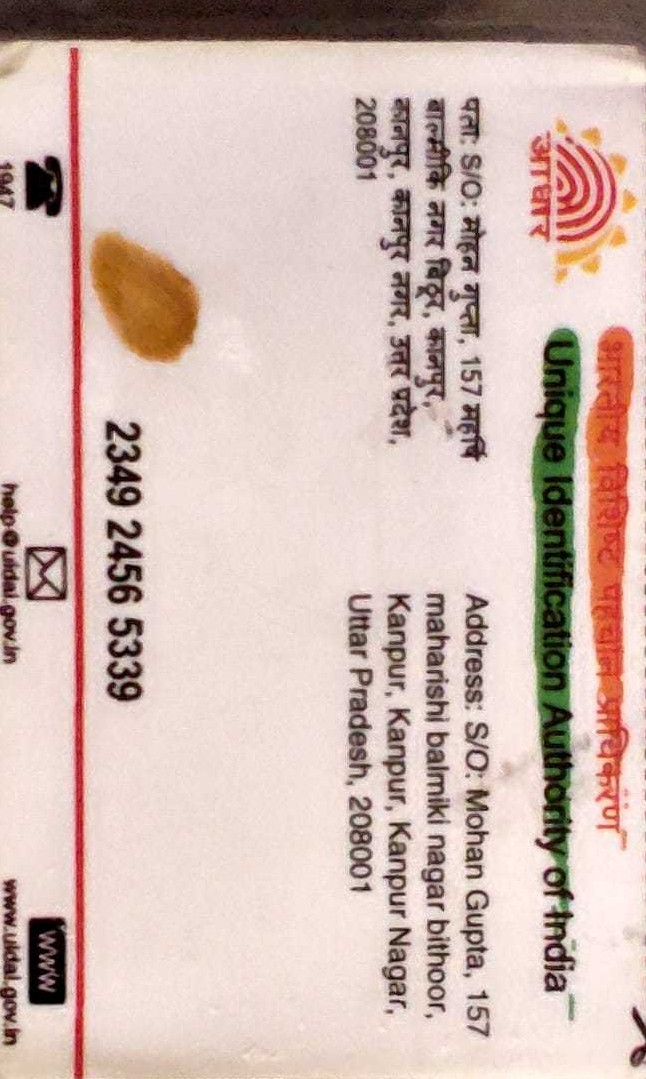 भारतीय विशिष्ट पहचान प्राधिकरण
Unique Identification Authority of India
आधार
पता: S/O: मोहन गुप्ता, 157 महर्षि
बाल्मीकि नगर बिठूर, कानपुर,
कानपुर, कानपुर नगर, उत्तर प्रदेश,
208001
Address: S/O: Mohan Gupta, 157
maharishi balmiki nagar bithoor,
Kanpur, Kanpur, Kanpur Nagar,
Uttar Pradesh, 208001
2349 2456 5339
1947
help@uidai.gov.in
www
www.uidai.gov.in